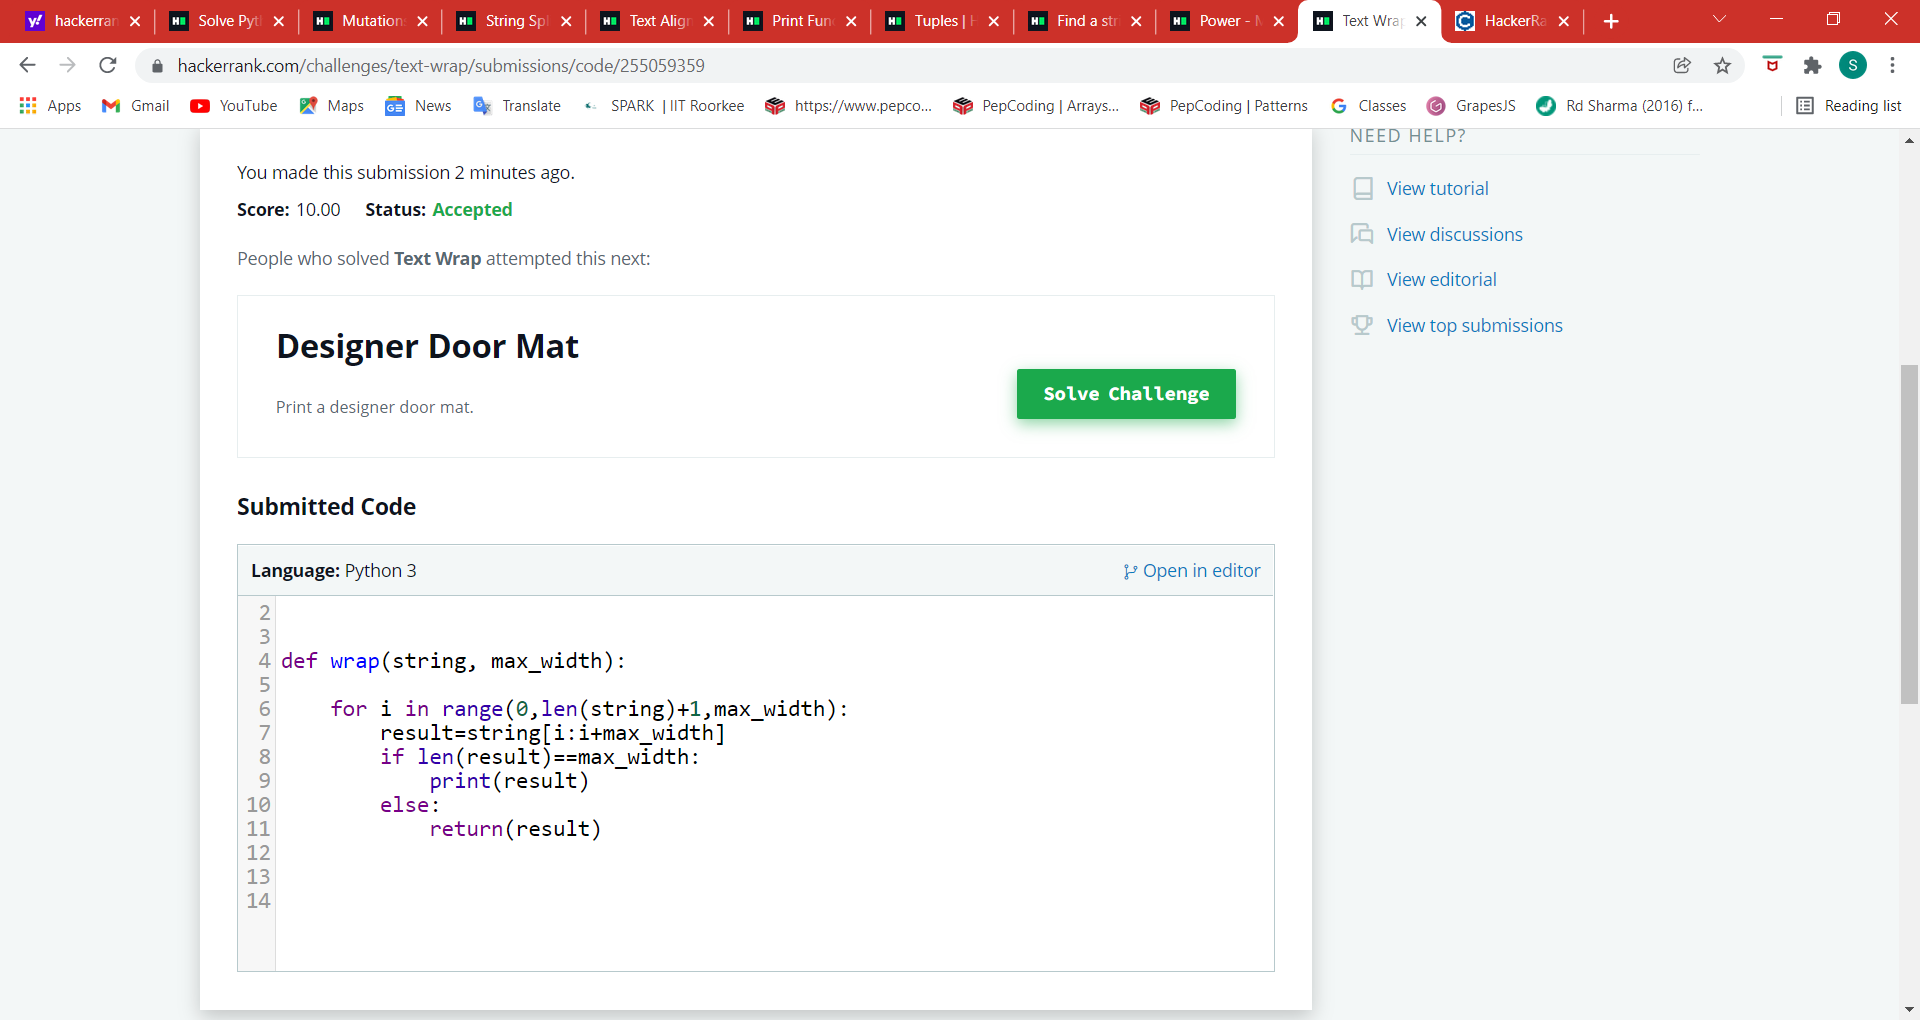 hackerran
Solve Pyt
Mutation
String Spl
Text Align
Print Fun
Tuples | H
Find a str
Power - M
Text Wrap
HackerRa
hackerrank.com/challenges/text-wrap/submissions/code/255059359
S
Apps
Gmail
YouTube
Maps
News
Translate
SPARK | IIT Roorkee
https://www.pepco...
PepCoding | Arrays...
PepCoding | Patterns
Classes
GrapesJS
Rd Sharma (2016) f...
Reading list
NEED HELP?
View tutorial
View discussions
View editorial
View top submissions
You made this submission 2 minutes ago.
Score: 10.00 Status: Accepted
People who solved Text Wrap attempted this next:
Designer Door Mat
Print a designer door mat.
Solve Challenge
Submitted Code
Language: Python 3
Open in editor
2
3
4 def wrap(string, max_width):
5
6     for i in range(0,len(string)+1,max_width):
7         result=string[i:i+max_width]
8         if len(result)==max_width:
9             print(result)
10         else:
11             return(result)
12
13
14